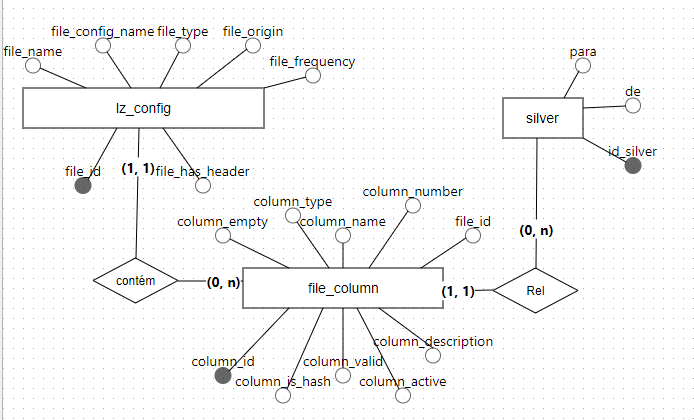 file_config_name file_type file_origin
file_name
file_frequency
lz_config
file_id (1, 1) file_has_header
para
de
silver
id_silver
column_type column_number
column_empty column_name file_id
(0, n)
contém (0, n) file_column (1, 1) Rel
column_description
column_id column_valid
column_is_hash column_active